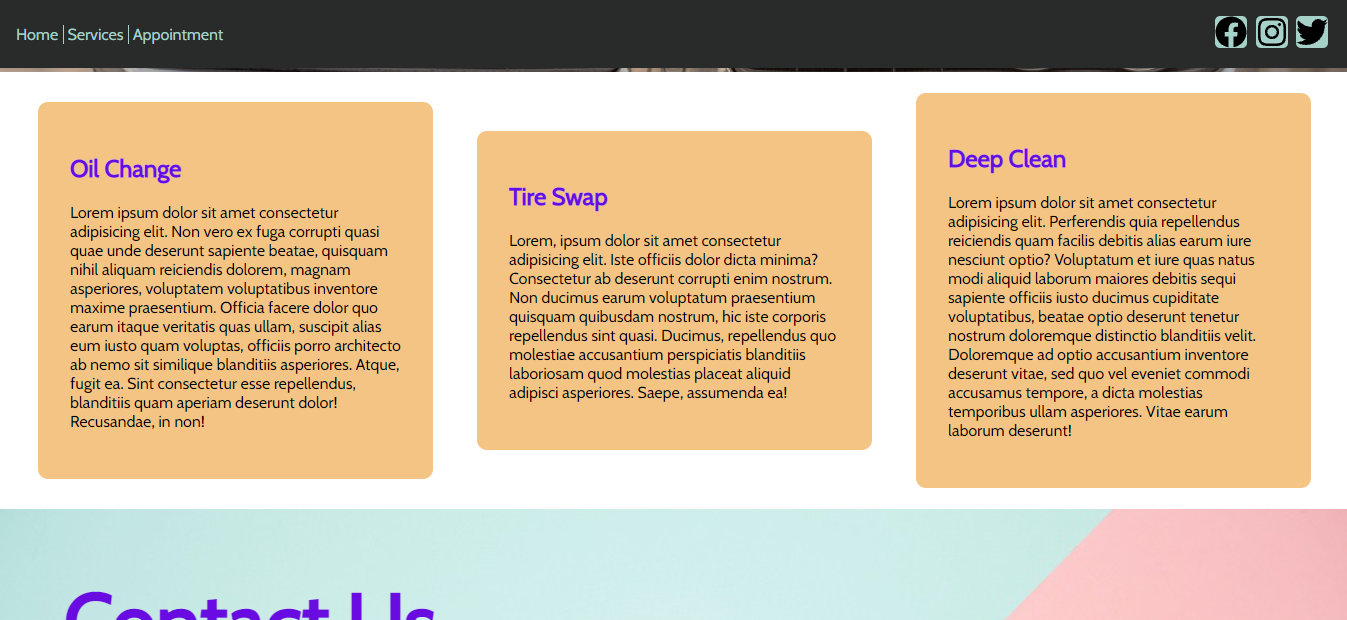 Home
Services
Appointment
Oil Change
Lorem ipsum dolor sit amet consectetur
adipisicing elit. Non vero ex fuga corrupti quasi
quae unde deserunt sapiente beatae, quisquam
nihil aliquam reiciendis dolorem, magnam
asperiores, voluptatem voluptatibus inventore
maxime praesentium. Officia facere dolor quo
earum itaque veritatis quas ullam, suscipit alias
eum iusto quam voluptas, officiis porro architecto
ab nemo sit similique blanditiis asperiores. Atque,
fugit ea. Sint consectetur esse repellendus,
blanditiis quam aperiam deserunt dolor!
Recusandae, in non!
Tire Swap
Lorem, ipsum dolor sit amet consectetur
adipisicing elit. Iste officiis dolor dicta minima?
Consectetur ab deserunt corrupti enim nostrum.
Non ducimus earum voluptatum praesentium
quisquam quibusdam nostrum, hic iste corporis
repellendus sint quasi. Ducimus, repellendus quo
molestiae accusantium perspiciatis blanditiis
laboriosam quod molestias placeat aliquid
adipisci asperiores. Saepe, assumenda ea!
Deep Clean
Lorem ipsum dolor sit amet consectetur
adipisicing elit. Perferendis quia repellendus
reiciendis quam facilis debitis alias earum iure
nesciunt optio? Voluptatum et iure quas natus
modi aliquid laborum maiores debitis sequi
sapiente officiis iusto ducimus cupiditate
voluptatibus, beatae optio deserunt tenetur
nostrum doloremque distinctio blanditiis velit.
Doloremque ad optio accusantium inventore
deserunt vitae, sed quo vel eveniet commodi
accusamus tempore, a dicta molestias
temporibus ullam asperiores. Vitae earum
laborum deserunt!
Contact Us